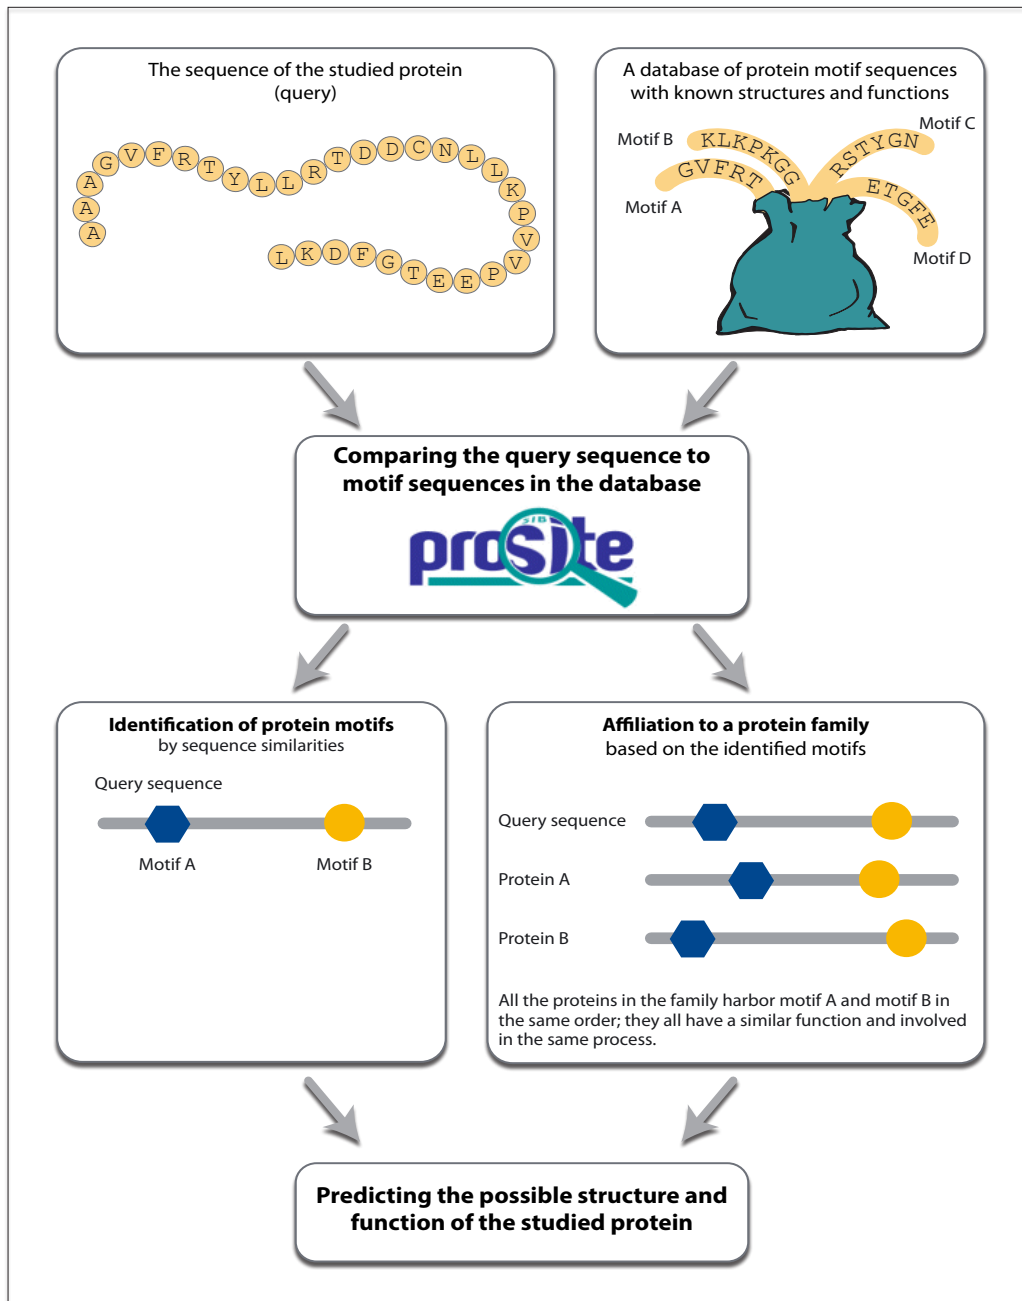 The sequence of the studied protein
(query)
A A A G V F R T Y L L R T D D C N L L K P V V P E E T G F D K L
A database of protein motif sequences
with known structures and functions
Motif B
KLKPKGG
Motif C
RSTYGN
GVFRT
Motif A
ETGFE
Motif D
Comparing the query sequence to
motif sequences in the database
SIB
prosite
Identification of protein motifs
by sequence similarities
Query sequence
Motif A
Motif B
Affiliation to a protein family
based on the identified motifs
Query sequence
Protein A
Protein B
All the proteins in the family harbor motif A and motif B in
the same order; they all have a similar function and involved
in the same process.
Predicting the possible structure and
function of the studied protein